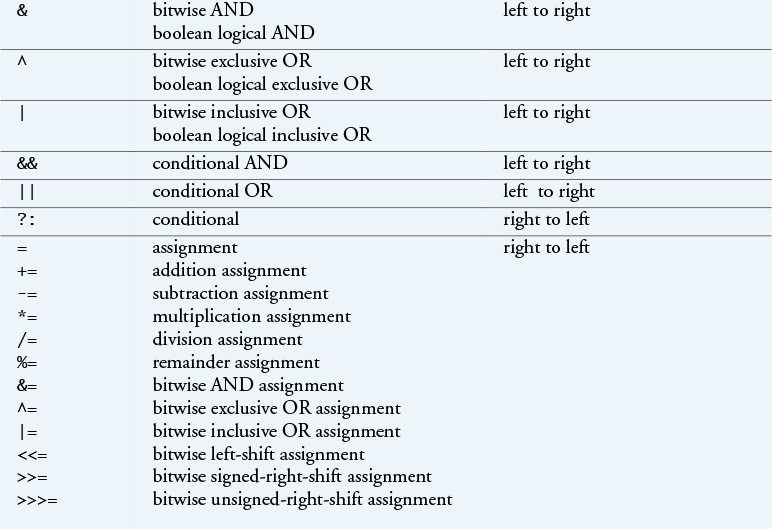 & bitwise AND left to right
boolean logical AND
^ bitwise exclusive OR left to right
boolean logical exclusive OR
| bitwise inclusive OR left to right
boolean logical inclusive OR
&& conditional AND left to right
|| conditional OR left to right
?: conditional right to left
= assignment right to left
+= addition assignment
-= subtraction assignment
*= multiplication assignment
/= division assignment
%= remainder assignment
&= bitwise AND assignment
^= bitwise exclusive OR assignment
|= bitwise inclusive OR assignment
<<= bitwise left-shift assignment
>>= bitwise signed-right-shift assignment
>>>= bitwise unsigned-right-shift assignment